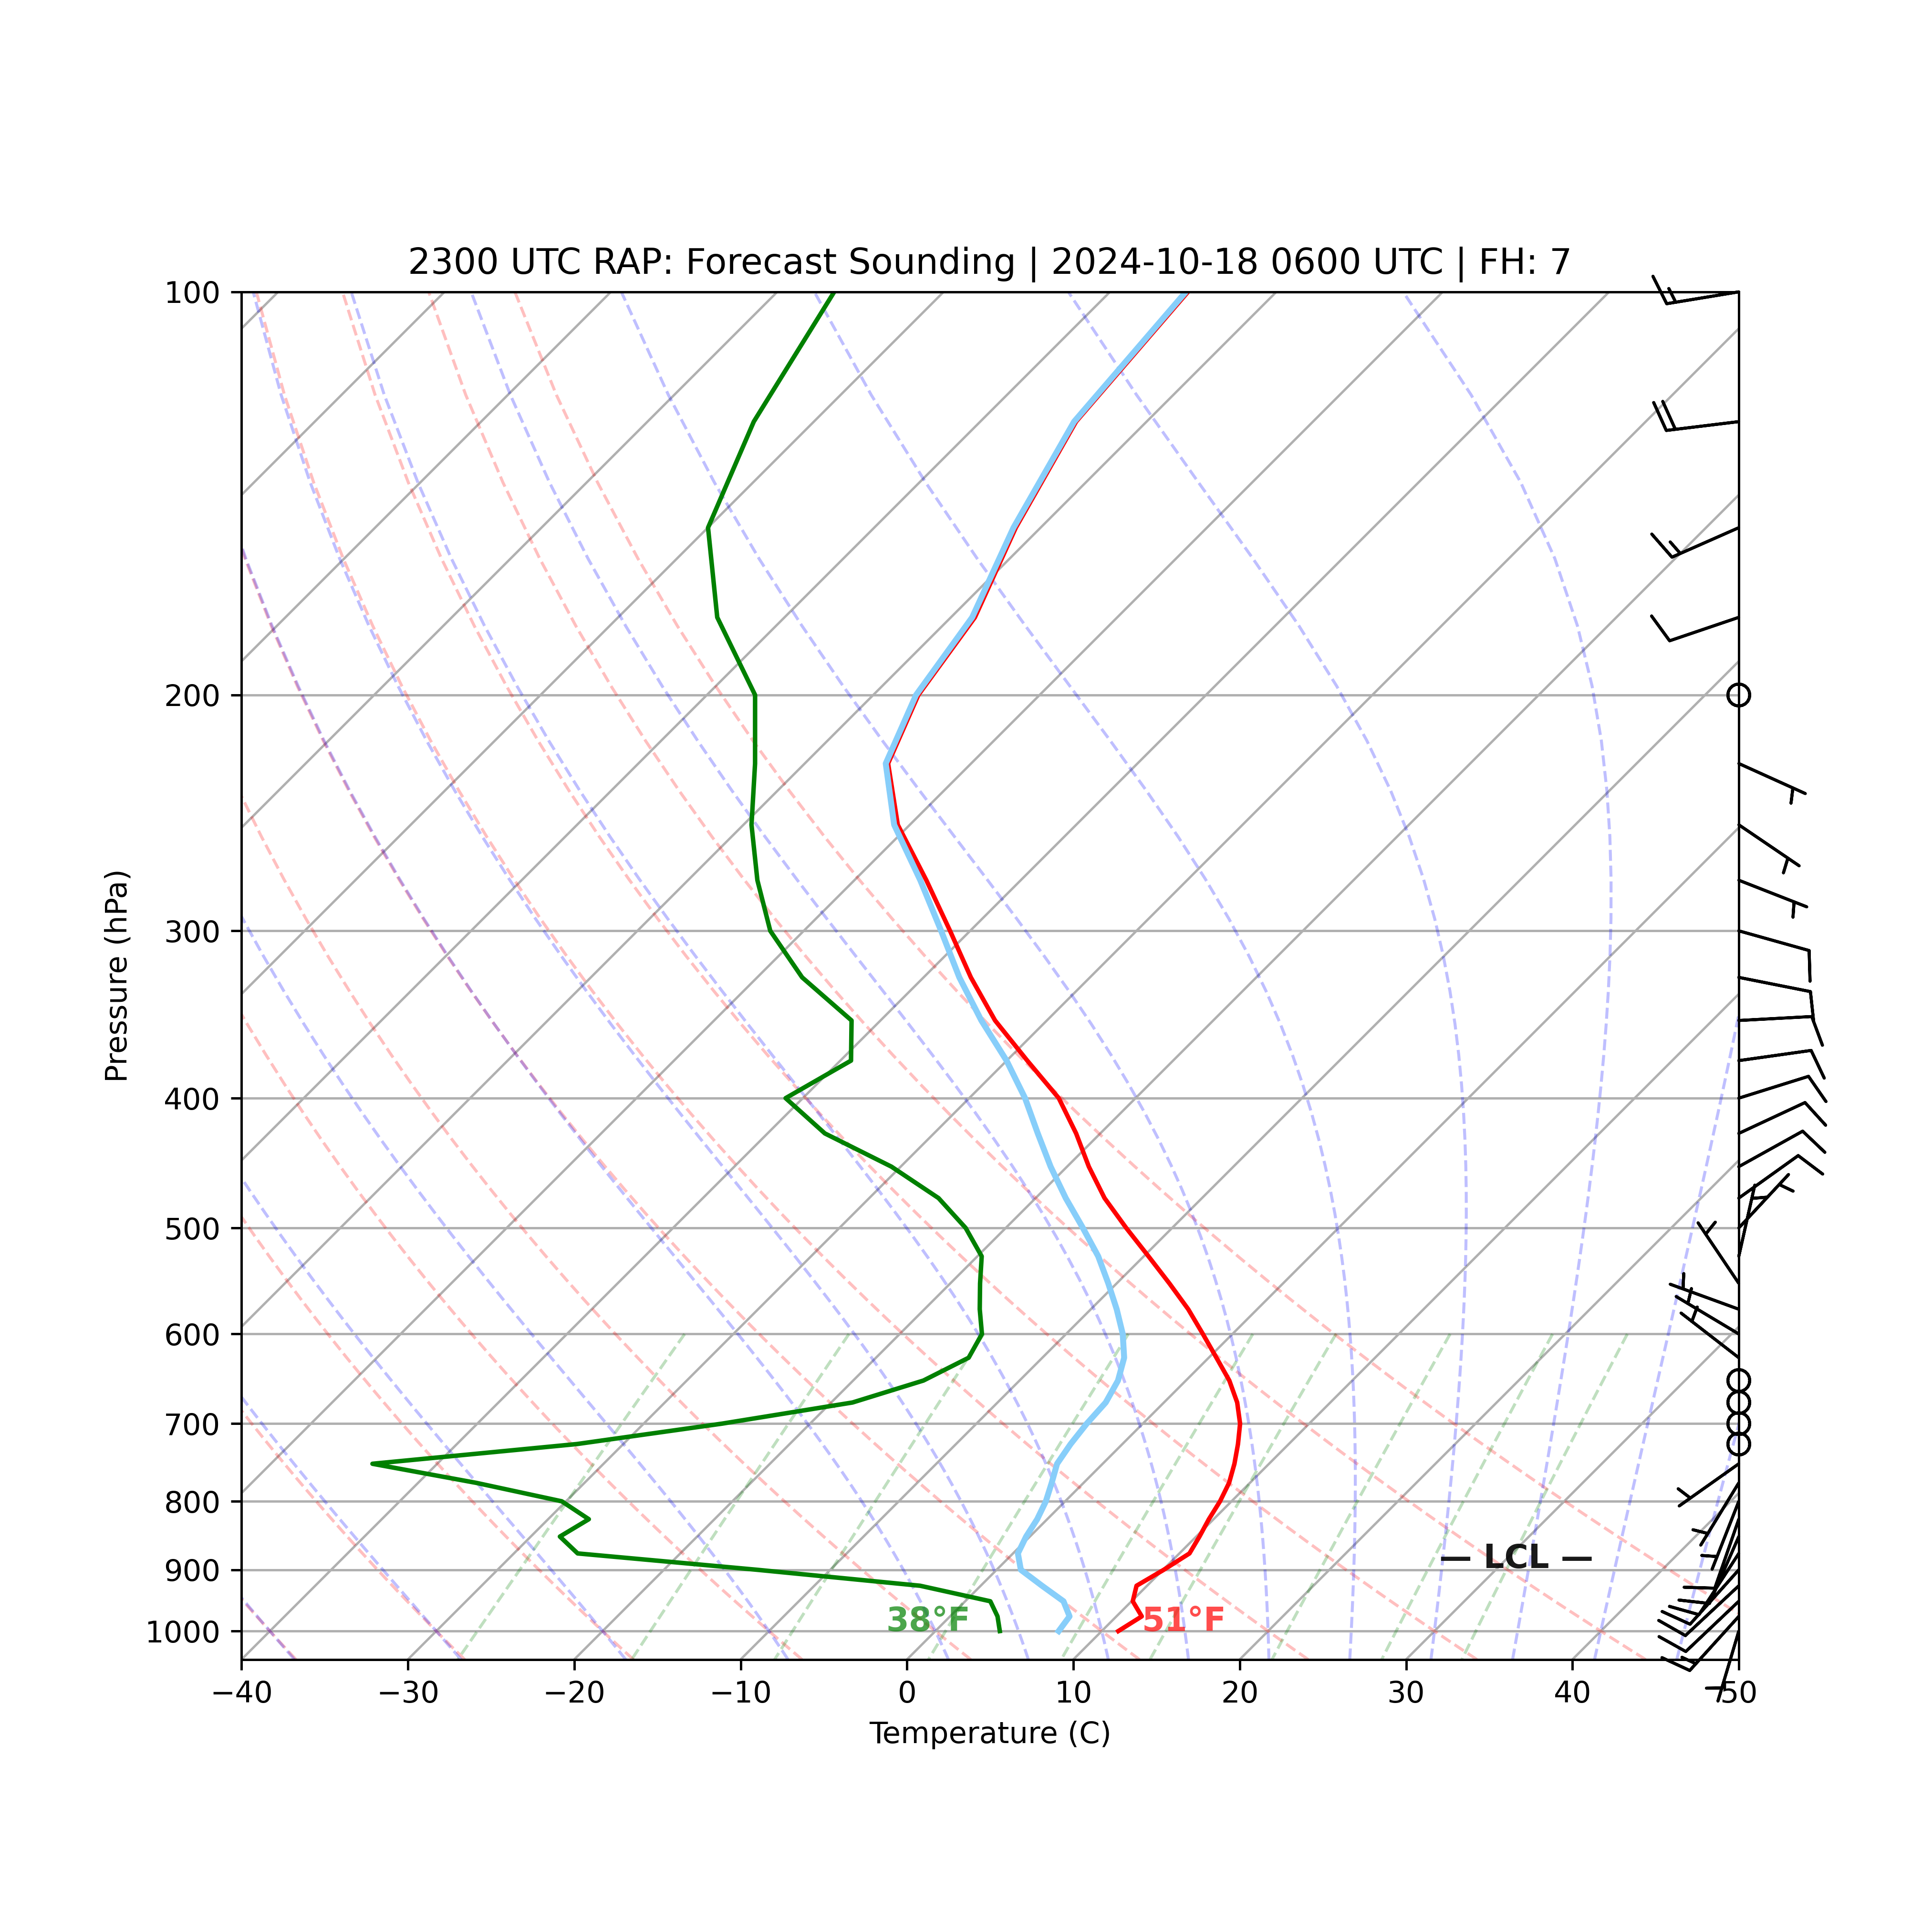 2300 UTC RAP: Forecast Sounding | 2024-10-18 0600 UTC | FH: 7
100
200
300
400
500
600
700
800
900
1000
Pressure (hPa)
— LCL —
38°F
51°F
−40 −30 −20 −10 0 10 20 30 40 50
Temperature (C)